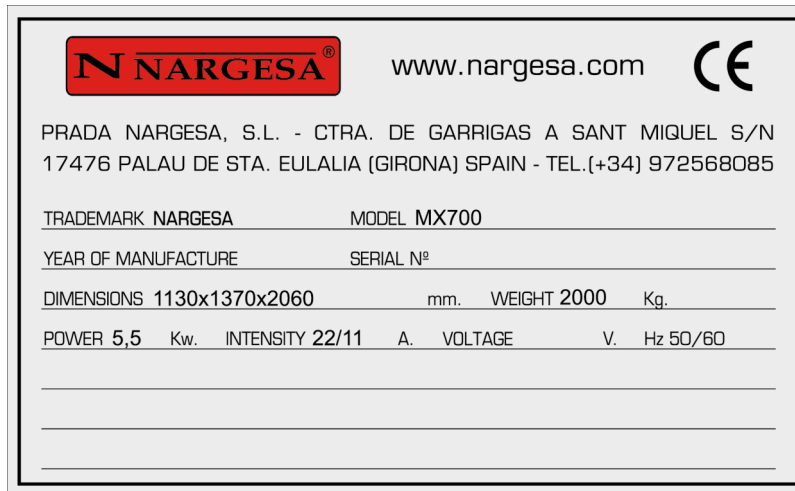 N NARGESA® www.nargesa.com CE
PRADA NARGESA, S.L. - CTRA. DE GARRIGAS A SANT MIQUEL S/N
17476 PALAU DE STA. EULALIA (GIRONA) SPAIN - TEL.(+34) 972568085
TRADEMARK NARGESA MODEL MX700
YEAR OF MANUFACTURE SERIAL Nº
DIMENSIONS 1130x1370x2060 mm. WEIGHT 2000 Kg.
POWER 5,5 Kw. INTENSITY 22/11 A. VOLTAGE V. Hz 50/60